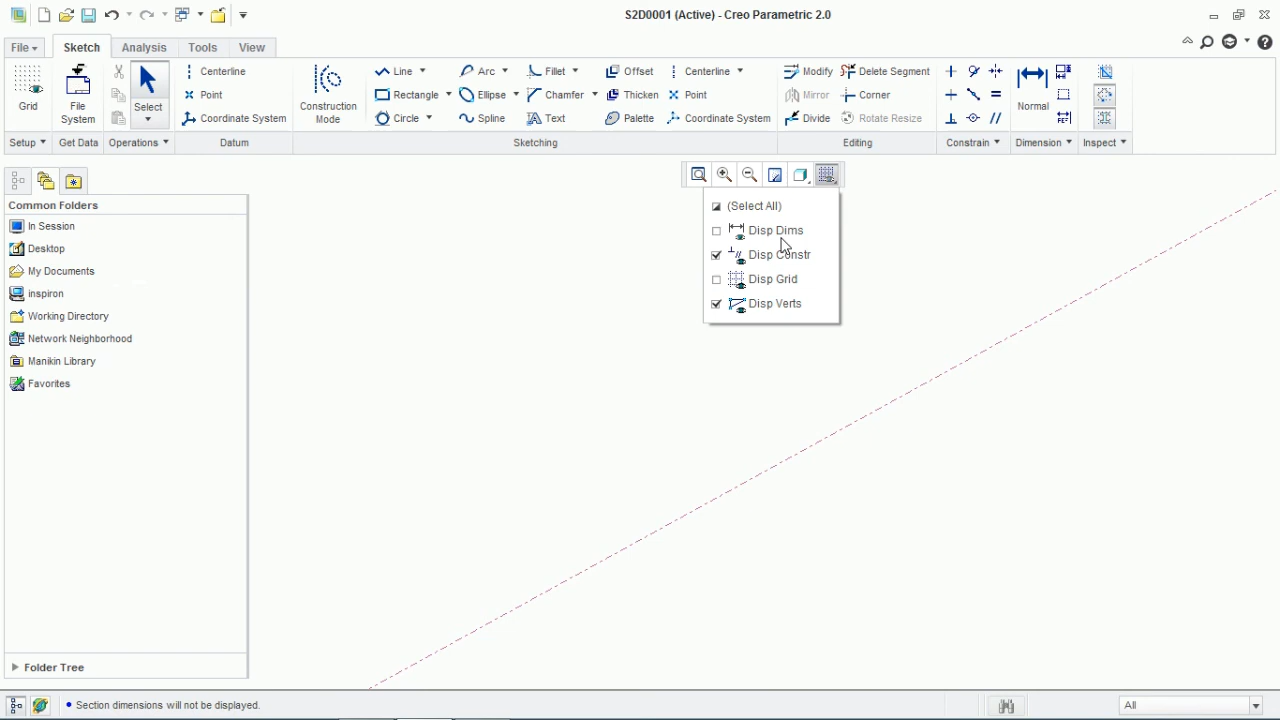 S2D0001 (Active) - Creo Parametric 2.0
File Sketch Analysis Tools View
Grid
File System
Select
Centerline
Point
Coordinate System
Construction Mode
Line Arc Fillet Offset Centerline
Rectangle Ellipse Chamfer Thicken Point
Circle Spline Text Palette Coordinate System
Modify Delete Segment
Mirror Corner
Divide Rotate Resize
Normal
Setup Get Data Operations Datum Sketching Editing Constrain Dimension Inspect
Common Folders
In Session
Desktop
My Documents
inspiron
Working Directory
Network Neighborhood
Manikin Library
Favorites
Folder Tree
(Select All)
Disp Dims
Disp Constr
Disp Grid
Disp Verts
Section dimensions will not be displayed.
All